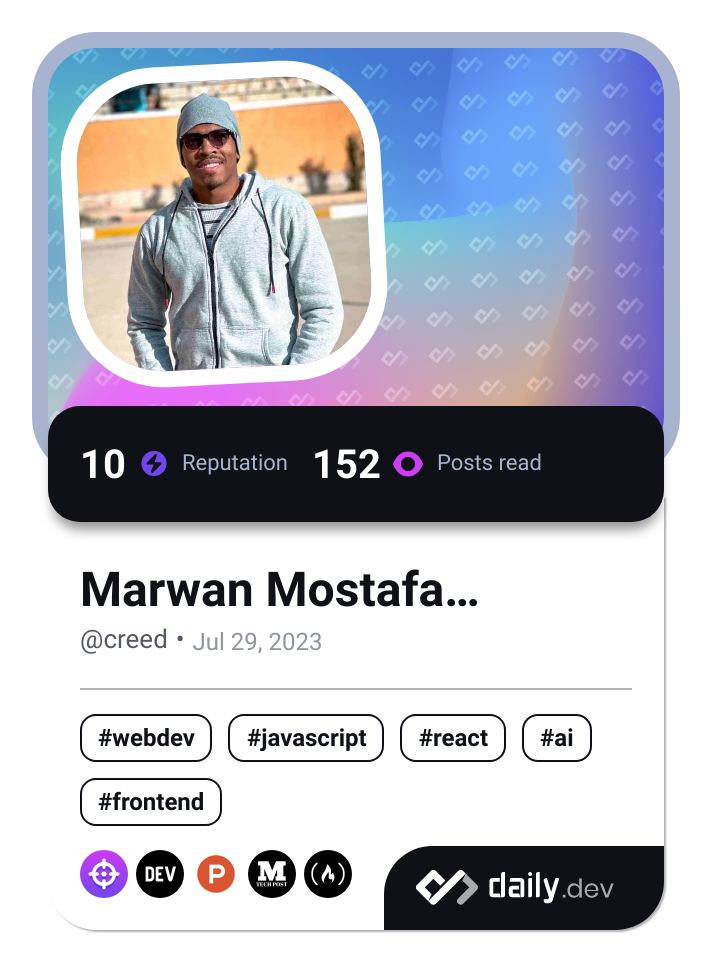 10 Reputation 152 Posts read
Marwan Mostafa...
@creed • Jul 29, 2023
#webdev #javascript #react #ai
#frontend
DEV P M TECH POST
daily.dev